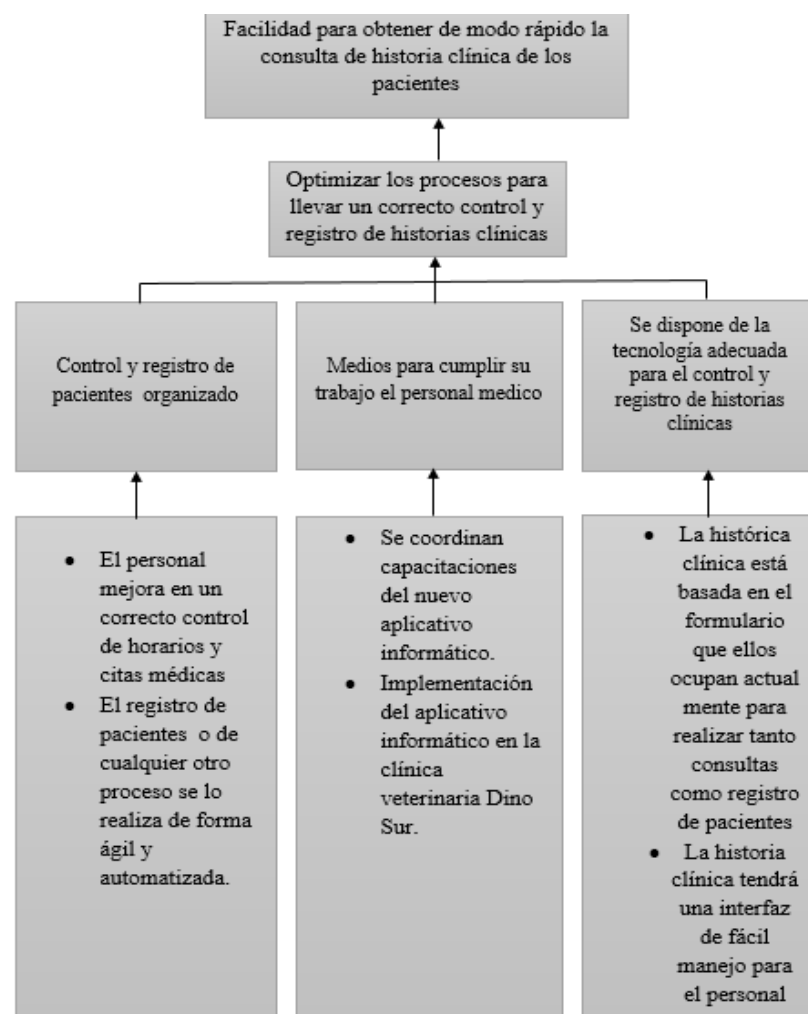 Facilidad para obtener de modo rápido la
consulta de historia clínica de los
pacientes
Optimizar los procesos para
llevar un correcto control y
registro de historias clínicas
Control y registro de
pacientes organizado
Medios para cumplir su
trabajo el personal medico
Se dispone de la
tecnología adecuada
para el control y
registro de historias
clínicas
● El personal
mejora en un
correcto control
de horarios y
citas médicas
● El registro de
pacientes o de
cualquier otro
proceso se lo
realiza de forma
ágil y
automatizada.
● Se coordinan
capacitaciones
del nuevo
aplicativo
informático.
● Implementación
del aplicativo
informático en la
clínica
veterinaria Dino
Sur.
● La histórica
clínica está
basada en el
formulario
que ellos
ocupan actual
mente para
realizar tanto
consultas
como registro
de pacientes
● La historia
clínica tendrá
una interfaz
de fácil
manejo para
el personal